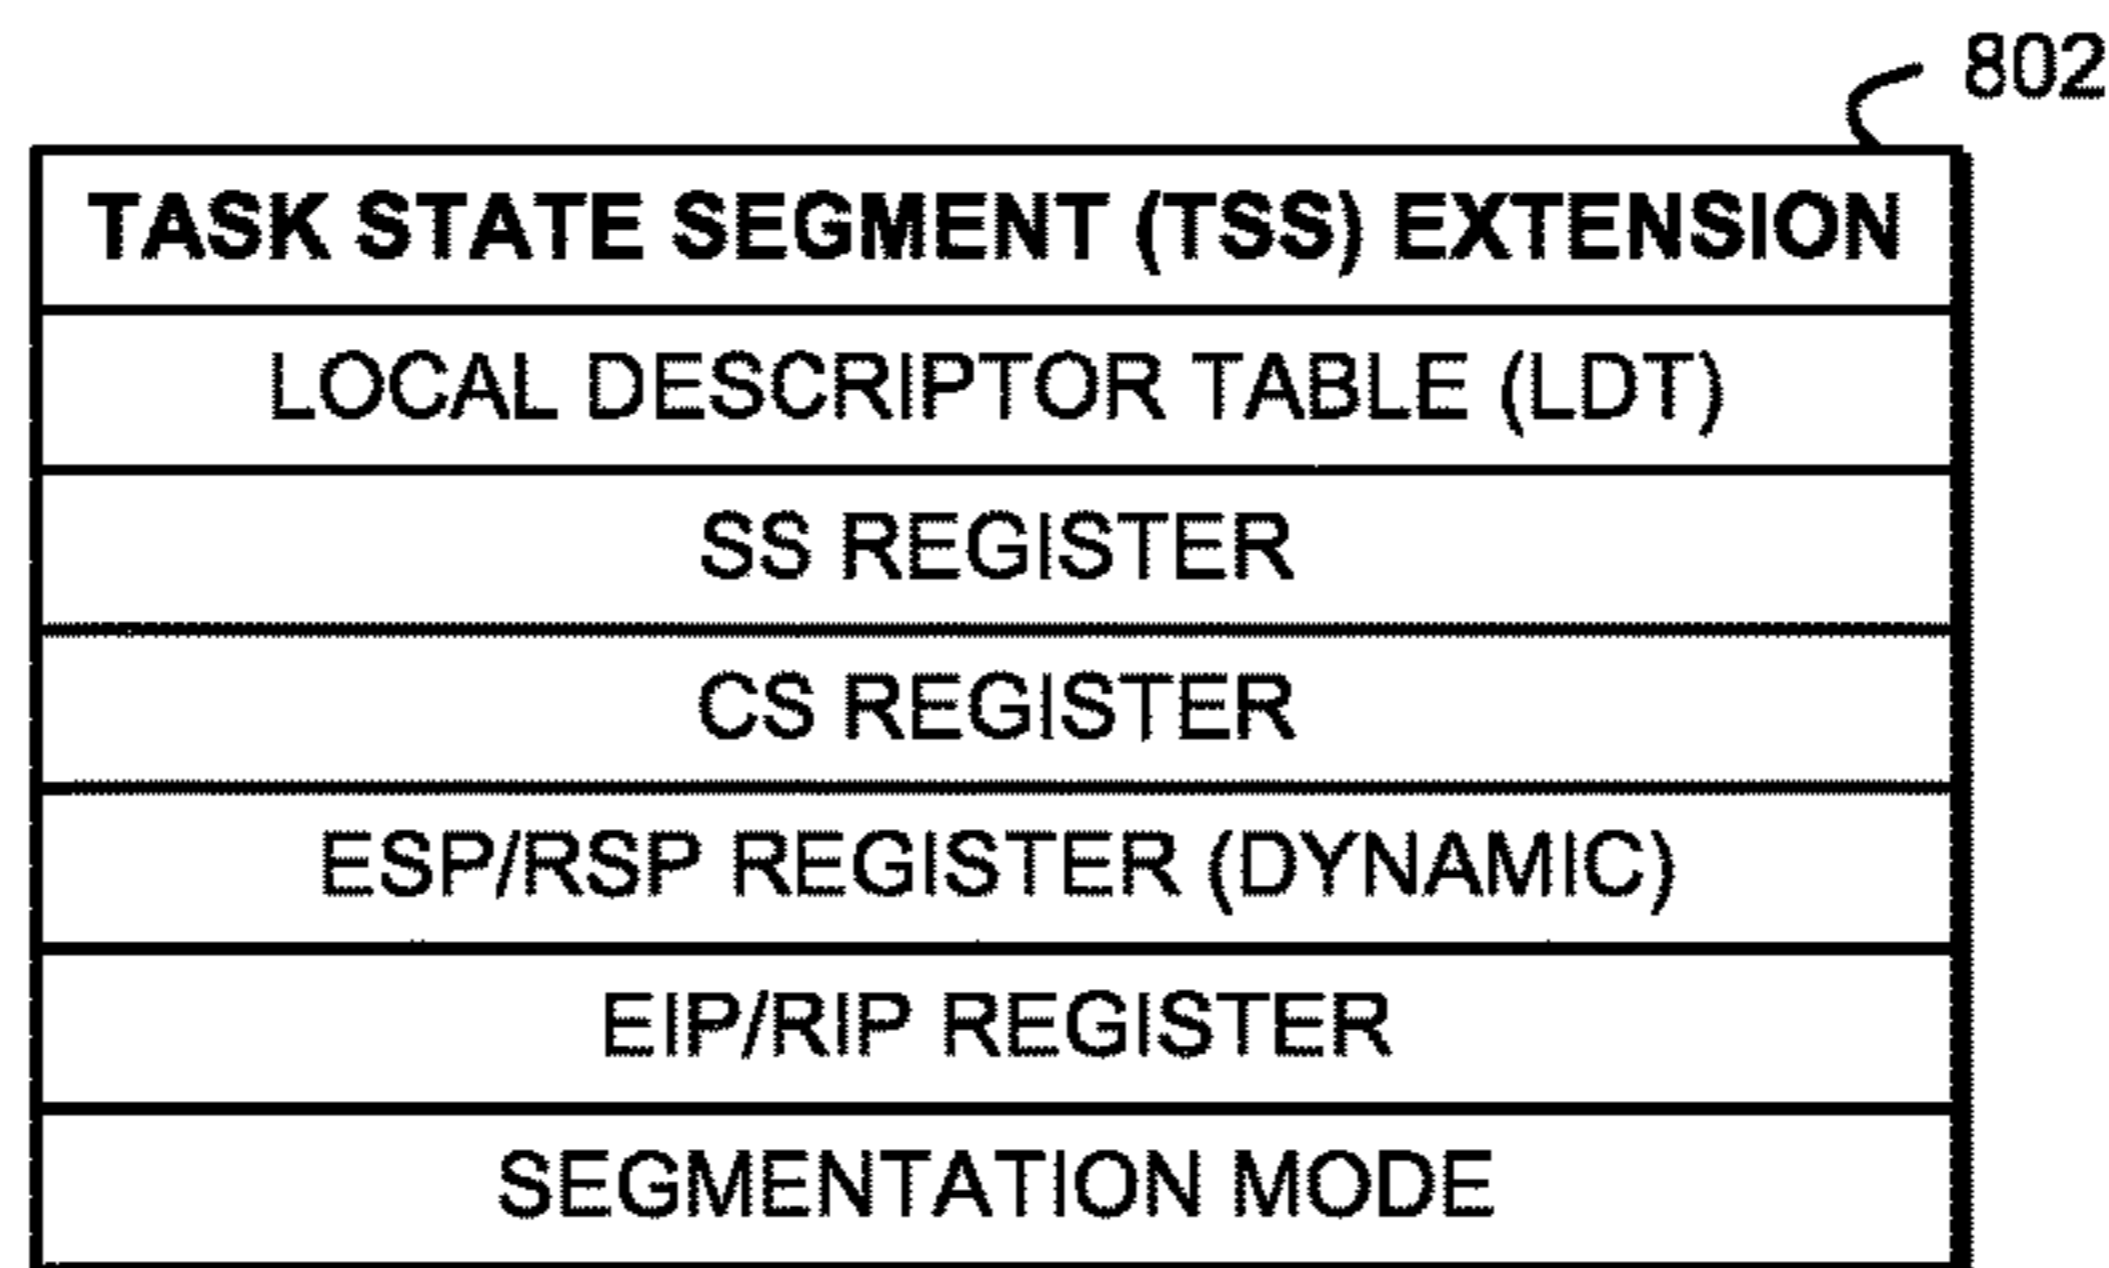 802
TASK STATE SEGMENT (TSS) EXTENSION
LOCAL DESCRIPTOR TABLE (LDT)
SS REGISTER
CS REGISTER
ESP/RSP REGISTER (DYNAMIC)
EIP/RIP REGISTER
SEGMENTATION MODE